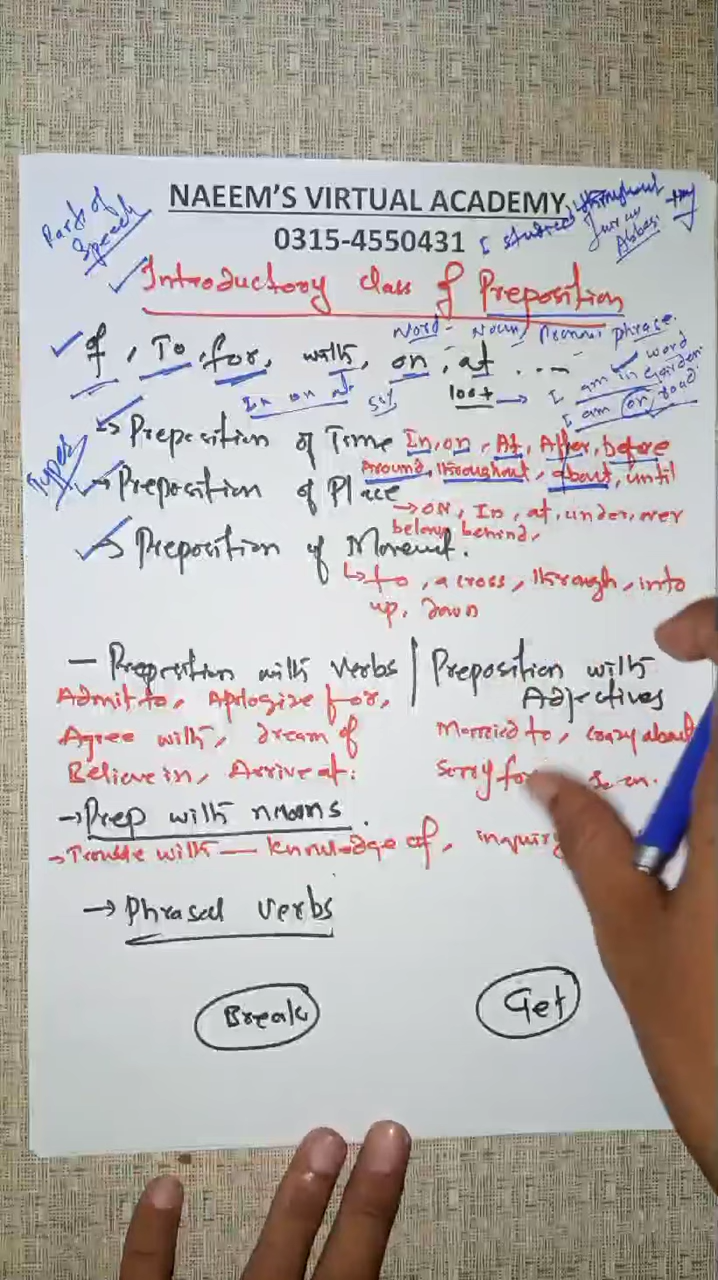 NAEEM'S VIRTUAL ACADEMY
0315-4550431
Part of
Speech
I studied throughout
my
Introductory class of Preposition
of, To, for, with, on, at ....
Word - Noun, Pronoun Phrase.
In on at
100+ → I am in Garden
word
I am on road
Types
→ Preposition of Time In, on, At, After, before
Around, throughout, about, until
→ Preposition of Place
→ ON, In, at, under, over
below, behind,
→ Preposition of Movement.
↳ to, across, through, into
up, down
- Preposition with Verbs | Preposition with
Adjectives
Admit to, Apologize for,
Agree with, Dream of
Believe in, Arrive at.
Married to, crazy about
Sorry for
→ Prep with nouns.
→ Trouble with — knowledge of, inquiry
→ Phrasal Verbs
Break
Get